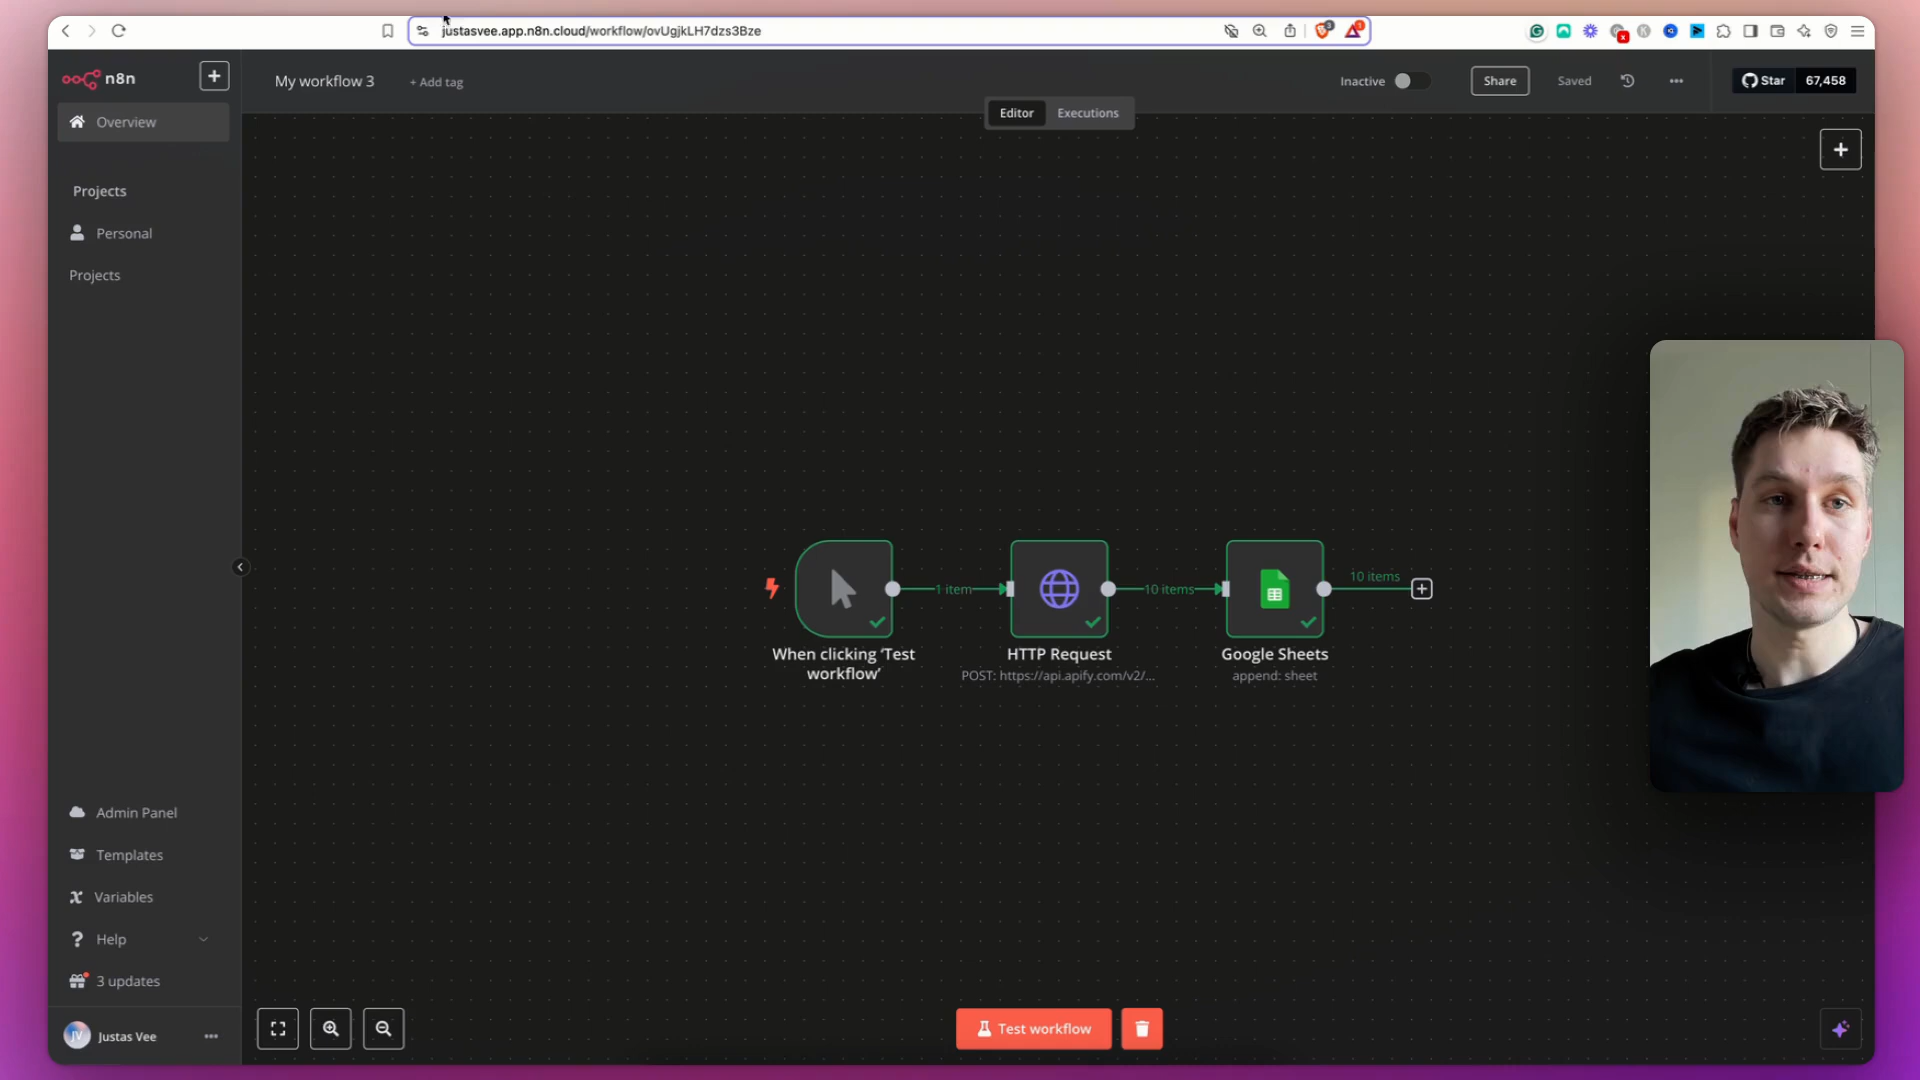 justasvee.app.n8n.cloud/workflow/ovUgjkLH7dzs3Bze
n8n
My workflow 3
+ Add tag
Inactive
Share
Saved
Star
67,458
Editor
Executions
Overview
Projects
Personal
Projects
1 item
10 items
10 items
When clicking ‘Test
workflow’
HTTP Request
POST: https://api.apify.com/v2/...
Google Sheets
append: sheet
Admin Panel
Templates
Variables
Help
3 updates
JV
Justas Vee
Test workflow